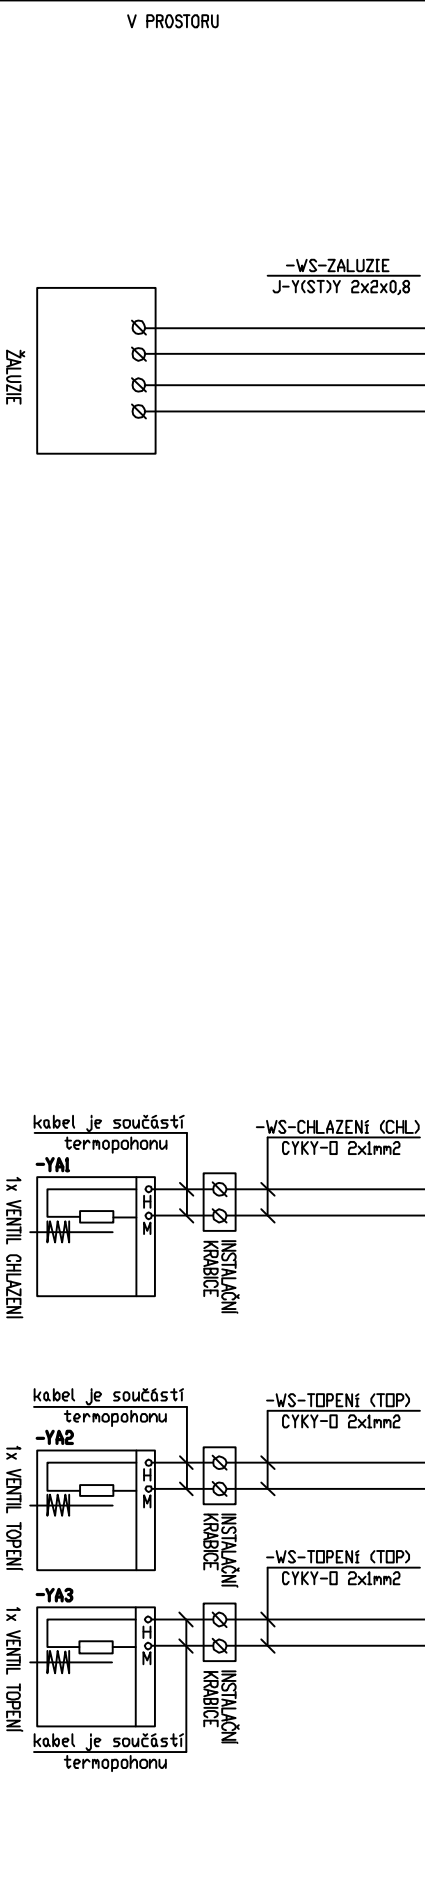 V PROSTORU
-WS-ZALUZIE
J-Y(ST)Y 2x2x0,8
ŽALUZIE
kabel je součástí
termopohonu
-WS-CHLAZENÍ (CHL)
CYKY-O 2x1mm2
-YA1
H
M
1x VENTIL CHLAZENÍ
INSTALAČNÍ
KRABICE
kabel je součástí
termopohonu
-WS-TOPENÍ (TOP)
CYKY-O 2x1mm2
-YA2
H
M
1x VENTIL TOPENÍ
INSTALAČNÍ
KRABICE
-WS-TOPENÍ (TOP)
CYKY-O 2x1mm2
-YA3
H
M
1x VENTIL TOPENÍ
INSTALAČNÍ
KRABICE
kabel je součástí
termopohonu